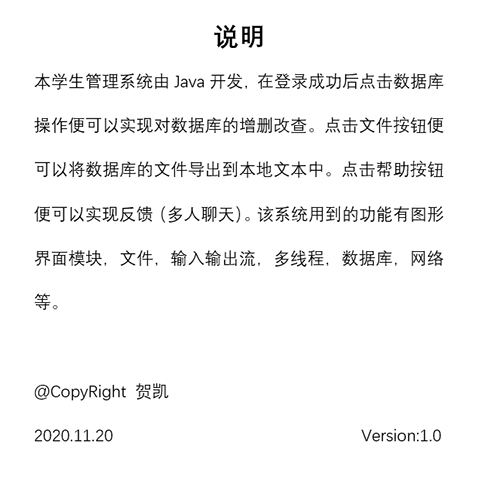 说明
本学生管理系统由 Java 开发，在登录成功后点击数据库
操作便可以实现对数据库的增删改查。点击文件按钮便
可以将数据库的文件导出到本地文本中。点击帮助按钮
便可以实现反馈（多人聊天）。该系统用到的功能有图形
界面模块，文件，输入输出流，多线程，数据库，网络
等。
@CopyRight 贺凯
2020.11.20 Version:1.0